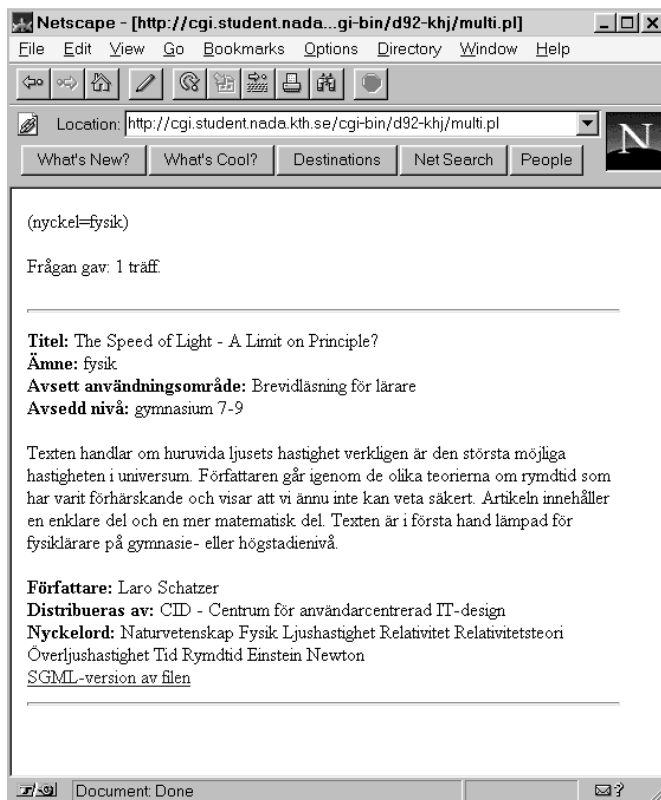 Netscape - [http://cgi.student.nada...gi-bin/d92-khj/multi.pl]
File Edit View Go Bookmarks Options Directory Window Help
Location: http://cgi.student.nada.kth.se/cgi-bin/d92-khj/multi.pl
N
What's New? What's Cool? Destinations Net Search People
(nyckel=fysik)
Frågan gav: 1 träff.
Titel: The Speed of Light - A Limit on Principle?
Ämne: fysik
Avsett användningsområde: Brevidläsning för lärare
Avsedd nivå: gymnasium 7-9
Texten handlar om huruvida ljusets hastighet verkligen är den största möjliga
hastigheten i universum. Författaren går igenom de olika teorierna om rymdtid som
har varit förhärskande och visar att vi ännu inte kan veta säkert. Artikeln innehåller
en enklare del och en mer matematisk del. Texten är i första hand lämpad för
fysiklärare på gymnasie- eller högstadienivå.
Författare: Laro Schatzer
Distribueras av: CID - Centrum för användarcentrerad IT-design
Nyckelord: Naturvetenskap Fysik Ljushastighet Relativitet Relativitetsteori
Överljushastighet Tid Rymdtid Einstein Newton
SGML-version av filen
Document: Done